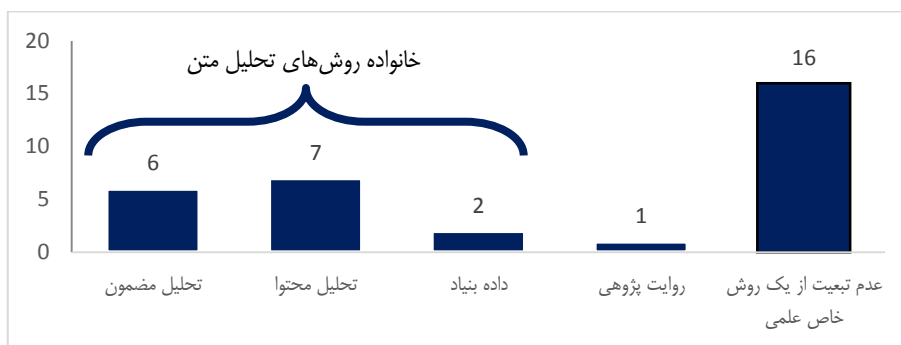 20
15
10
5
0
خانواده روش‌های تحلیل متن
6
7
2
1
16
تحلیل مضمون
تحلیل محتوا
داده بنیاد
روایت پژوهی
عدم تبعیت از یک روش
خاص علمی